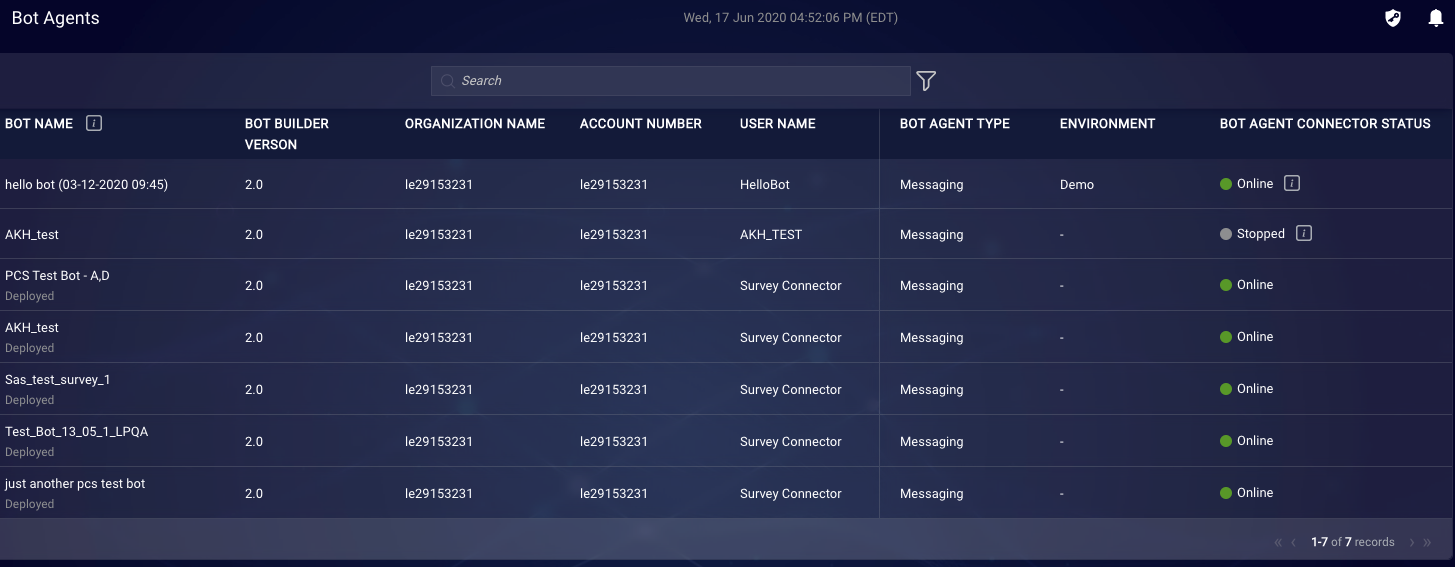 Bot Agents
Wed, 17 Jun 2020 04:52:06 PM (EDT)
Search
BOT NAME i BOT BUILDER VERSON ORGANIZATION NAME ACCOUNT NUMBER USER NAME BOT AGENT TYPE ENVIRONMENT BOT AGENT CONNECTOR STATUS
hello bot (03-12-2020 09:45) 2.0 le29153231 le29153231 HelloBot Messaging Demo Online i
AKH_test 2.0 le29153231 le29153231 AKH_TEST Messaging - Stopped i
PCS Test Bot - A,D
Deployed
2.0 le29153231 le29153231 Survey Connector Messaging - Online
AKH_test
Deployed
2.0 le29153231 le29153231 Survey Connector Messaging - Online
Sas_test_survey_1
Deployed
2.0 le29153231 le29153231 Survey Connector Messaging - Online
Test_Bot_13_05_1_LPQA
Deployed
2.0 le29153231 le29153231 Survey Connector Messaging - Online
just another pcs test bot
Deployed
2.0 le29153231 le29153231 Survey Connector Messaging - Online
« ‹ 1-7 of 7 records › »